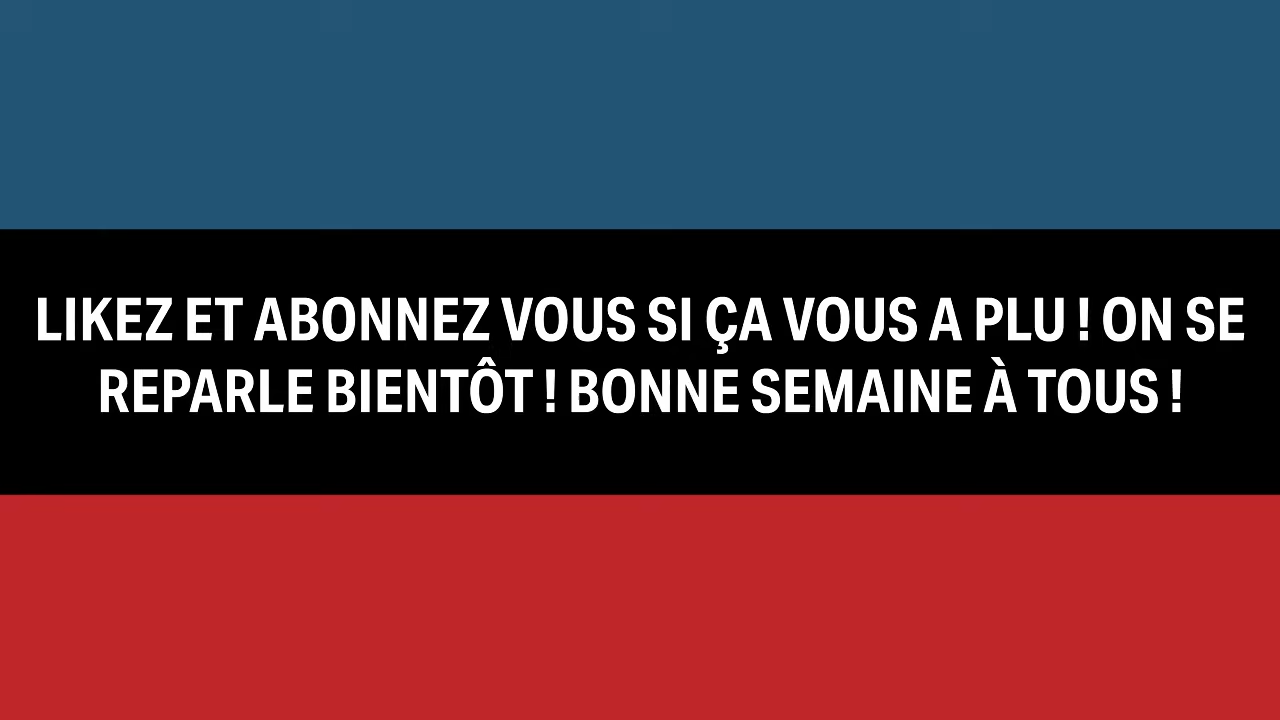 LIKEZ ET ABONNEZ VOUS SI ÇA VOUS A PLU ! ON SE
REPARLE BIENTÔT ! BONNE SEMAINE À TOUS !